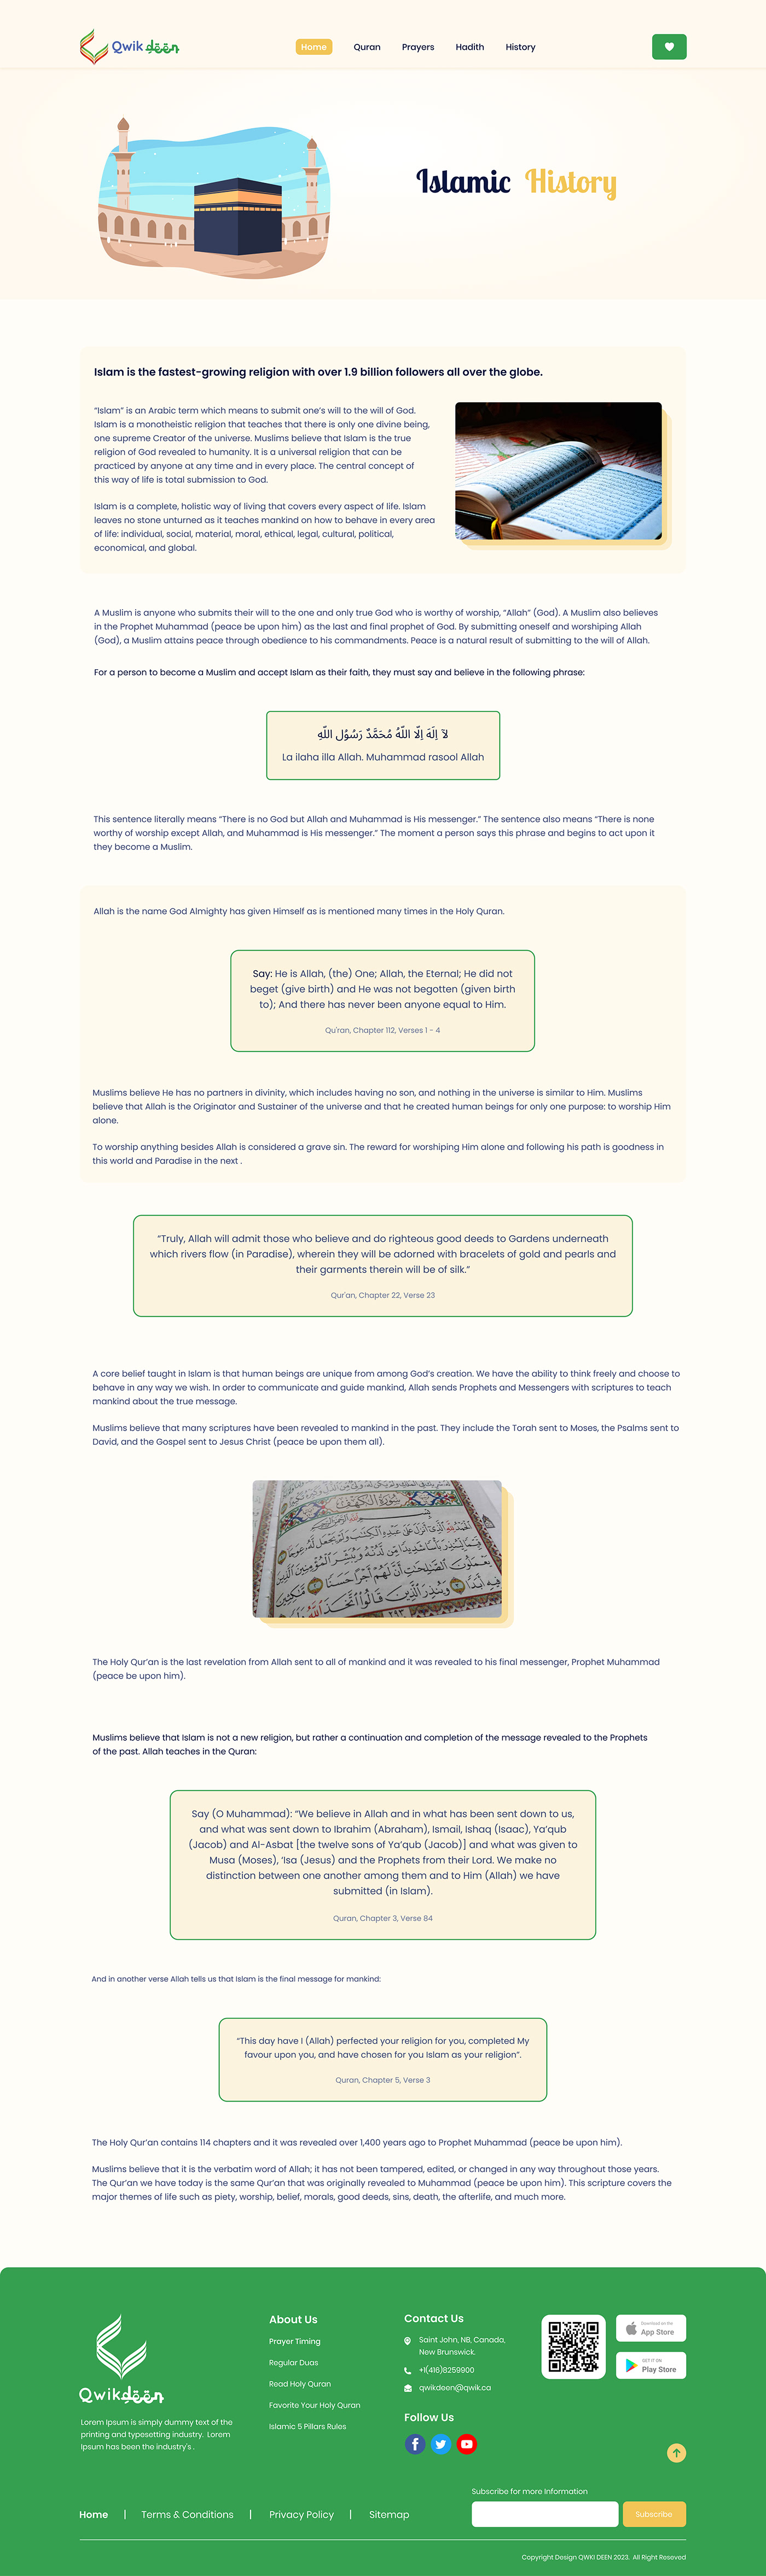 Qwik deen
Home
Quran
Prayers
Hadith
History
Islamic History
Islam is the fastest-growing religion with over 1.9 billion followers all over the globe.
“Islam” is an Arabic term which means to submit one’s will to the will of God.
Islam is a monotheistic religion that teaches that there is only one divine being,
one supreme Creator of the universe. Muslims believe that Islam is the true
religion of God revealed to humanity. It is a universal religion that can be
practiced by anyone at any time and in every place. The central concept of
this way of life is total submission to God.
Islam is a complete, holistic way of living that covers every aspect of life. Islam
leaves no stone unturned as it teaches mankind on how to behave in every area
of life: individual, social, material, moral, ethical, legal, cultural, political,
economical, and global.
A Muslim is anyone who submits their will to the one and only true God who is worthy of worship, “Allah” (God). A Muslim also believes
in the Prophet Muhammad (peace be upon him) as the last and final prophet of God. By submitting oneself and worshiping Allah
(God), a Muslim attains peace through obedience to his commandments. Peace is a natural result of submitting to the will of Allah.
For a person to become a Muslim and accept Islam as their faith, they must say and believe in the following phrase:
لَآ اِلَهَ اِلَّا اللّهُ مُحَمَّدٌ رَسُوُل اللّهِ
La ilaha illa Allah. Muhammad rasool Allah
This sentence literally means “There is no God but Allah and Muhammad is His messenger.” The sentence also means “There is none
worthy of worship except Allah, and Muhammad is His messenger.” The moment a person says this phrase and begins to act upon it
they become a Muslim.
Allah is the name God Almighty has given Himself as is mentioned many times in the Holy Quran.
Say: He is Allah, (the) One; Allah, the Eternal; He did not
beget (give birth) and He was not begotten (given birth
to); And there has never been anyone equal to Him.
Qu'ran, Chapter 112, Verses 1 - 4
Muslims believe He has no partners in divinity, which includes having no son, and nothing in the universe is similar to Him. Muslims
believe that Allah is the Originator and Sustainer of the universe and that he created human beings for only one purpose: to worship Him
alone.
To worship anything besides Allah is considered a grave sin. The reward for worshiping Him alone and following his path is goodness in
this world and Paradise in the next .
“Truly, Allah will admit those who believe and do righteous good deeds to Gardens underneath
which rivers flow (in Paradise), wherein they will be adorned with bracelets of gold and pearls and
their garments therein will be of silk.”
Qur'an, Chapter 22, Verse 23
A core belief taught in Islam is that human beings are unique from among God’s creation. We have the ability to think freely and choose to
behave in any way we wish. In order to communicate and guide mankind, Allah sends Prophets and Messengers with scriptures to teach
mankind about the true message.
Muslims believe that many scriptures have been revealed to mankind in the past. They include the Torah sent to Moses, the Psalms sent to
David, and the Gospel sent to Jesus Christ (peace be upon them all).
The Holy Qur’an is the last revelation from Allah sent to all of mankind and it was revealed to his final messenger, Prophet Muhammad
(peace be upon him).
Muslims believe that Islam is not a new religion, but rather a continuation and completion of the message revealed to the Prophets
of the past. Allah teaches in the Quran:
Say (O Muhammad): “We believe in Allah and in what has been sent down to us,
and what was sent down to Ibrahim (Abraham), Ismail, Ishaq (Isaac), Ya’qub
(Jacob) and Al-Asbat [the twelve sons of Ya’qub (Jacob)] and what was given to
Musa (Moses), ‘Isa (Jesus) and the Prophets from their Lord. We make no
distinction between one another among them and to Him (Allah) we have
submitted (in Islam).
Quran, Chapter 3, Verse 84
And in another verse Allah tells us that Islam is the final message for mankind:
“This day have I (Allah) perfected your religion for you, completed My
favour upon you, and have chosen for you Islam as your religion”.
Quran, Chapter 5, Verse 3
The Holy Qur’an contains 114 chapters and it was revealed over 1,400 years ago to Prophet Muhammad (peace be upon him).
Muslims believe that it is the verbatim word of Allah; it has not been tampered, edited, or changed in any way throughout those years.
The Qur’an we have today is the same Qur’an that was originally revealed to Muhammad (peace be upon him). This scripture covers the
major themes of life such as piety, worship, belief, morals, good deeds, sins, death, the afterlife, and much more.
Qwik deen
Lorem Ipsum is simply dummy text of the
printing and typesetting industry. Lorem
Ipsum has been the industry's .
About Us
Prayer Timing
Regular Duas
Read Holy Quran
Favorite Your Holy Quran
Islamic 5 Pillars Rules
Contact Us
Saint John, NB, Canada,
New Brunswick.
+1(416)8259900
qwikdeen@qwik.ca
Follow Us
Download on the
App Store
GET IT ON
Play Store
Subscribe for more Information
Subscribe
Home | Terms & Conditions | Privacy Policy | Sitemap
Copyright Design QWKI DEEN 2023. All Right Reseved